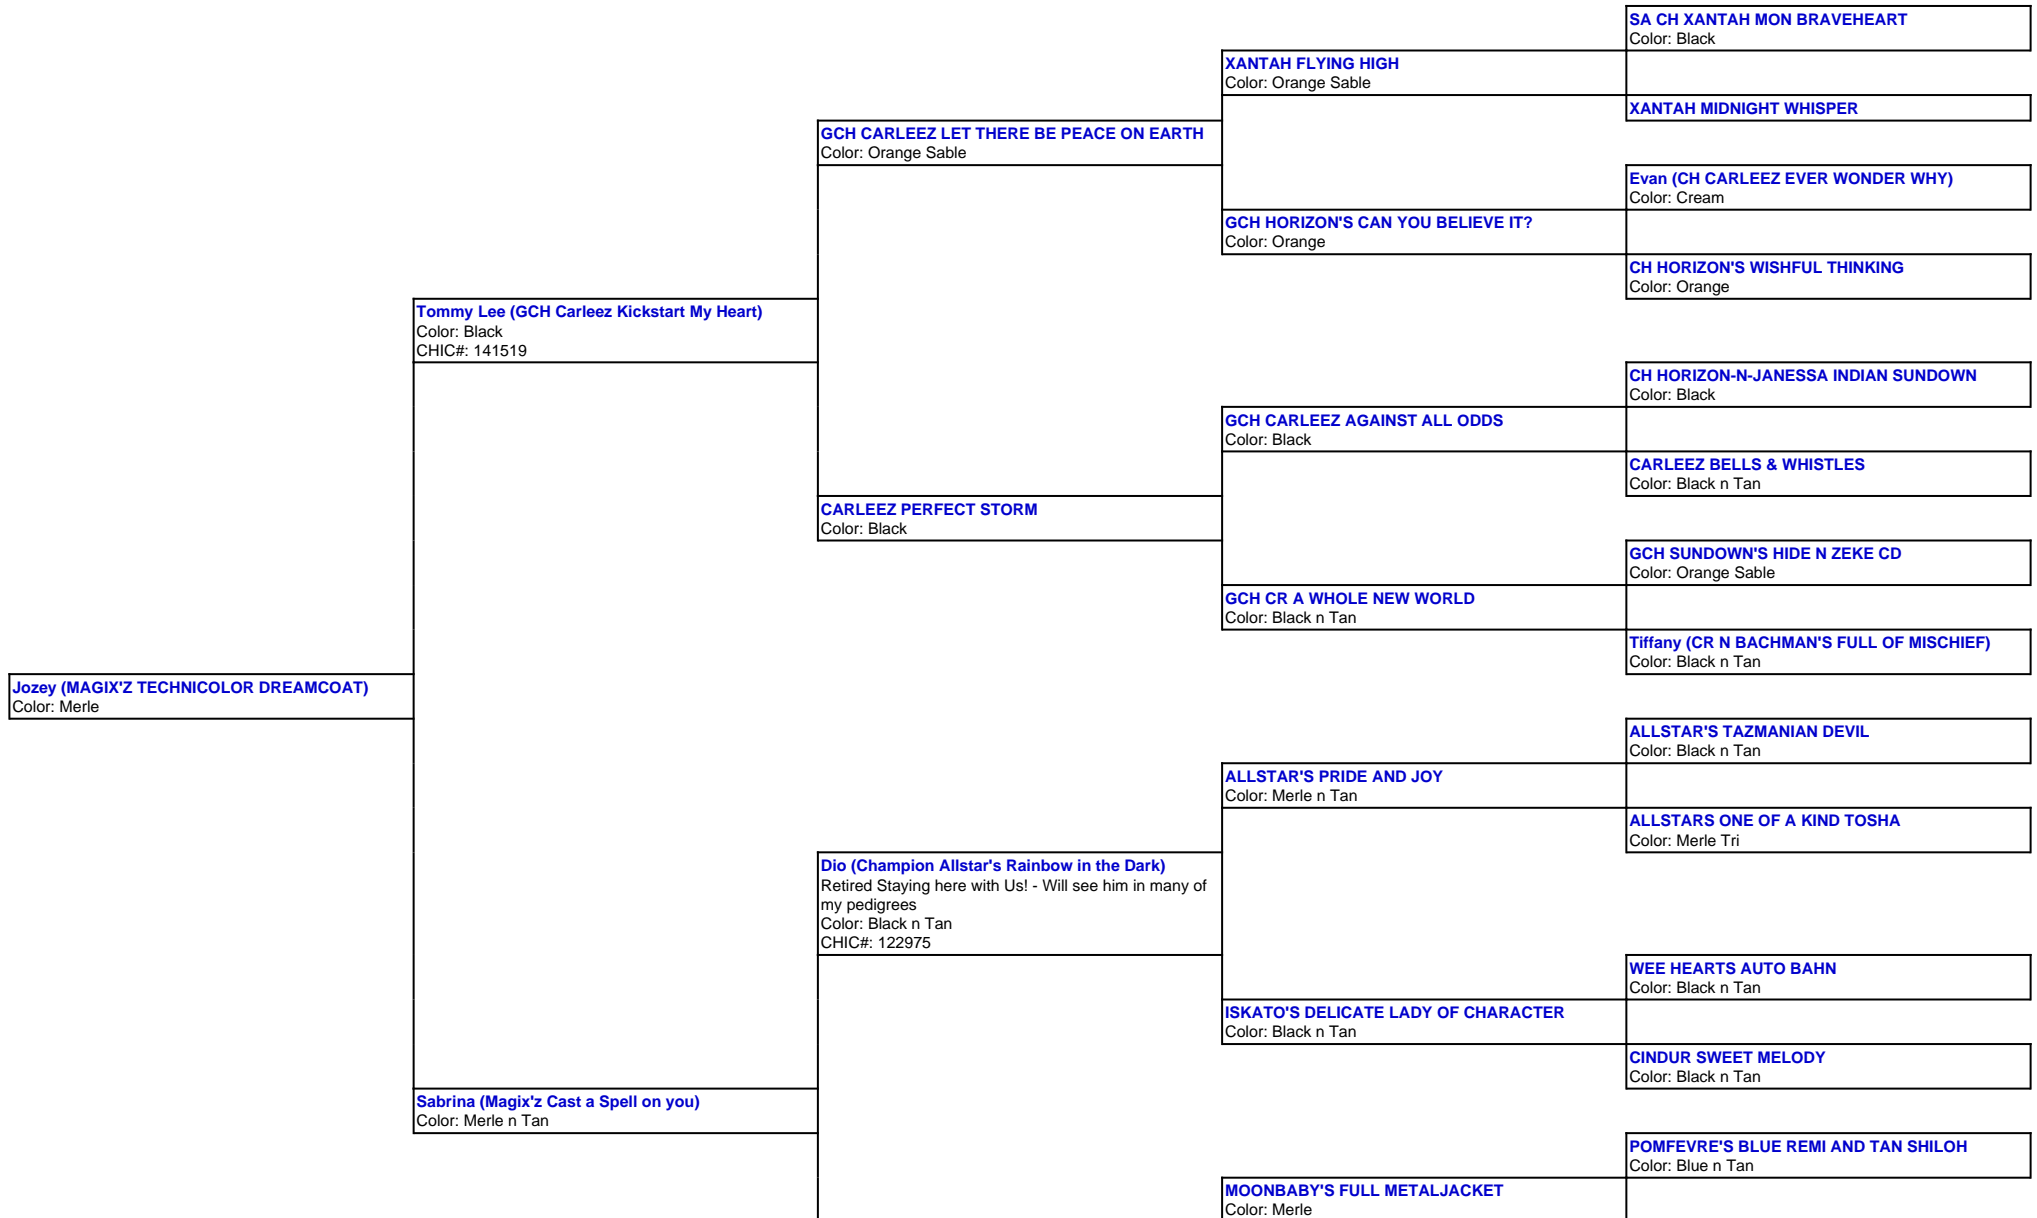 SA CH XANTAH MON BRAVEHEART
Color: Black
XANTAH FLYING HIGH
Color: Orange Sable
XANTAH MIDNIGHT WHISPER
GCH CARLEEZ LET THERE BE PEACE ON EARTH
Color: Orange Sable
Evan (CH CARLEEZ EVER WONDER WHY)
Color: Cream
GCH HORIZON'S CAN YOU BELIEVE IT?
Color: Orange
CH HORIZON'S WISHFUL THINKING
Color: Orange
Tommy Lee (GCH Carleez Kickstart My Heart)
Color: Black
CHIC#: 141519
CH HORIZON-N-JANESSA INDIAN SUNDOWN
Color: Black
GCH CARLEEZ AGAINST ALL ODDS
Color: Black
CARLEEZ BELLS & WHISTLES
Color: Black n Tan
CARLEEZ PERFECT STORM
Color: Black
GCH SUNDOWN'S HIDE N ZEKE CD
Color: Orange Sable
GCH CR A WHOLE NEW WORLD
Color: Black n Tan
Tiffany (CR N BACHMAN'S FULL OF MISCHIEF)
Color: Black n Tan
Jozey (MAGIX'Z TECHNICOLOR DREAMCOAT)
Color: Merle
ALLSTAR'S TAZMANIAN DEVIL
Color: Black n Tan
ALLSTAR'S PRIDE AND JOY
Color: Merle n Tan
ALLSTARS ONE OF A KIND TOSHA
Color: Merle Tri
Dio (Champion Allstar's Rainbow in the Dark)
Retired Staying here with Us! - Will see him in many of
my pedigrees
Color: Black n Tan
CHIC#: 122975
WEE HEARTS AUTO BAHN
Color: Black n Tan
ISKATO'S DELICATE LADY OF CHARACTER
Color: Black n Tan
CINDUR SWEET MELODY
Color: Black n Tan
Sabrina (Magix'z Cast a Spell on you)
Color: Merle n Tan
POMFEVRE'S BLUE REMI AND TAN SHILOH
Color: Blue n Tan
MOONBABY'S FULL METALJACKET
Color: Merle